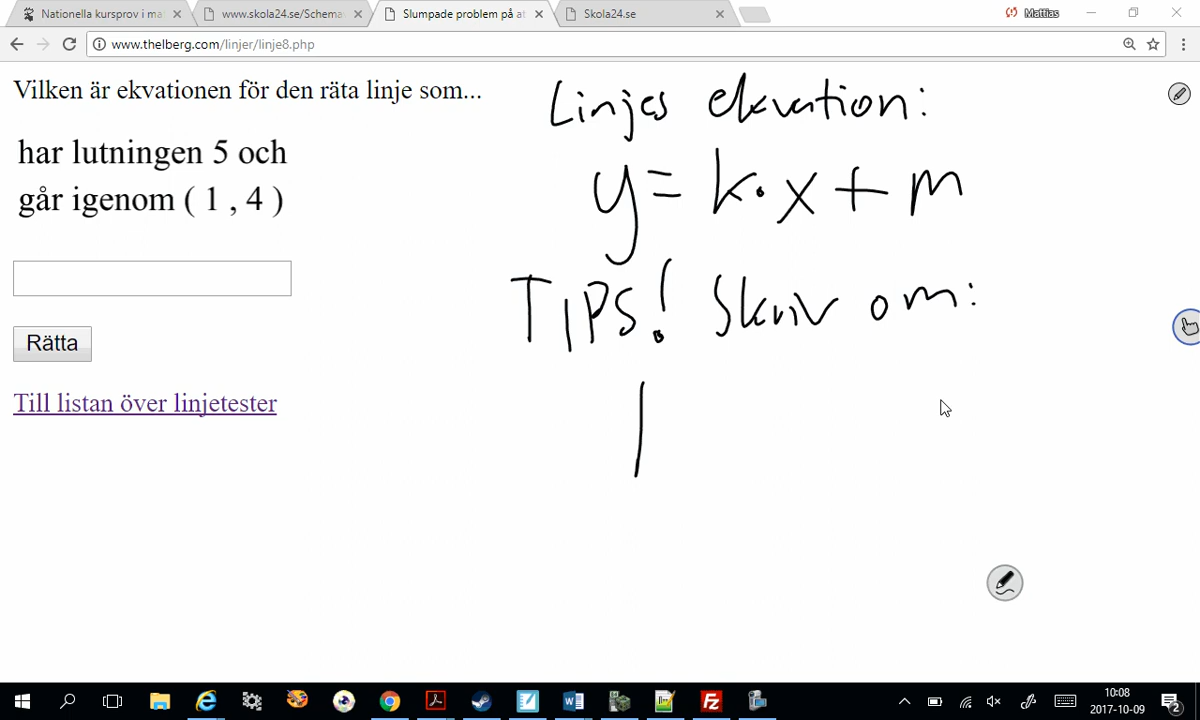 Nationella kursprov i ma
www.skola24.se/Schema
Slumpade problem på at
Skola24.se
Mattias
www.thelberg.com/linjer/linje8.php
Vilken är ekvationen för den räta linje som...
har lutningen 5 och
går igenom ( 1 , 4 )
Rätta
Till listan över linjetester
Linjes ekvation:
y = k · x + m
TIPS! Skriv om:
10:08
2017-10-09
2